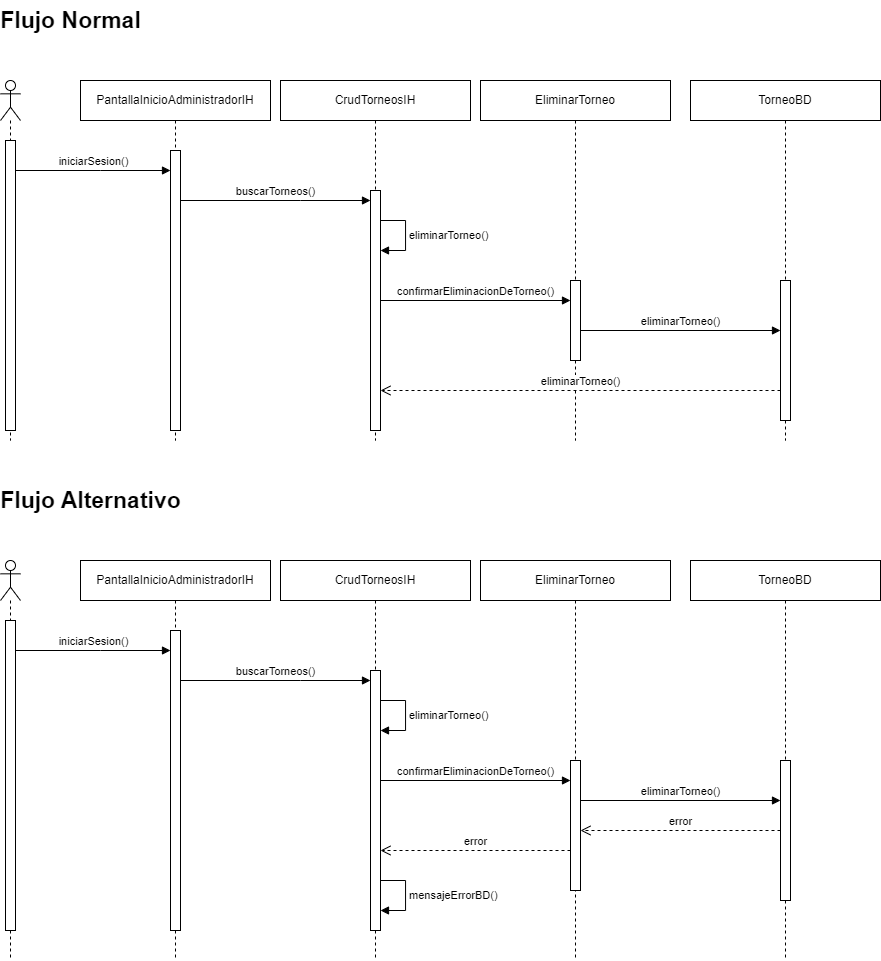 Flujo Normal
PantallaInicioAdministradorIH
CrudTorneosIH
EliminarTorneo
TorneoBD
iniciarSesion()
buscarTorneos()
eliminarTorneo()
confirmarEliminacionDeTorneo()
eliminarTorneo()
eliminarTorneo()
Flujo Alternativo
PantallaInicioAdministradorIH
CrudTorneosIH
EliminarTorneo
TorneoBD
iniciarSesion()
buscarTorneos()
eliminarTorneo()
confirmarEliminacionDeTorneo()
eliminarTorneo()
error
error
mensajeErrorBD()